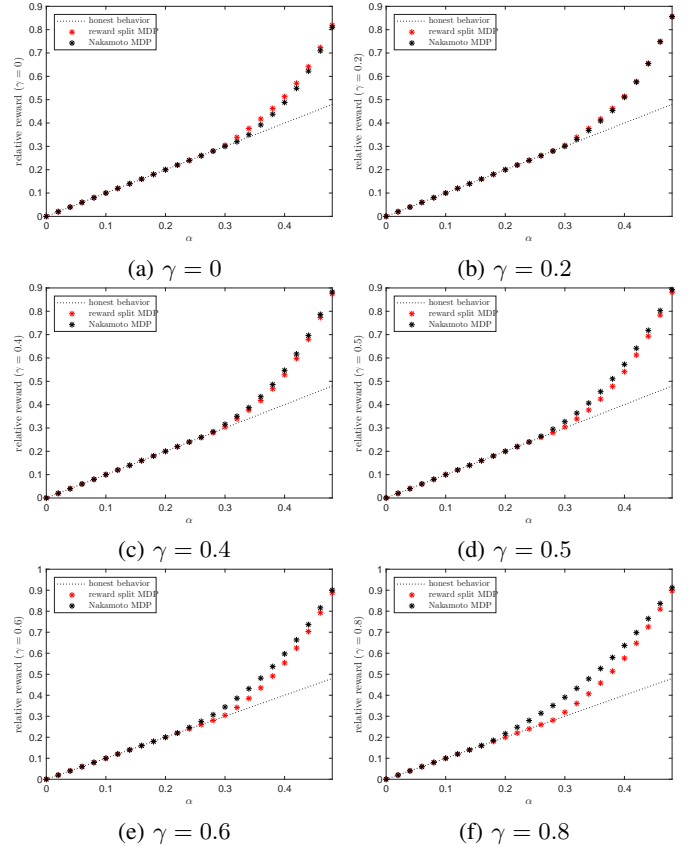 0.9
0.8
0.7
0.6
0.5
0.4
0.3
0.2
0.1
0
relative reward (γ = 0)
honest behavior
reward split MDP
Nakamoto MDP
0 0.1 0.2 0.3 0.4
α
(a) γ = 0
0.9
0.8
0.7
0.6
0.5
0.4
0.3
0.2
0.1
0
relative reward (γ = 0.2)
honest behavior
reward split MDP
Nakamoto MDP
0 0.1 0.2 0.3 0.4
α
(b) γ = 0.2
0.9
0.8
0.7
0.6
0.5
0.4
0.3
0.2
0.1
0
relative reward (γ = 0.4)
honest behavior
reward split MDP
Nakamoto MDP
0 0.1 0.2 0.3 0.4
α
(c) γ = 0.4
0.9
0.8
0.7
0.6
0.5
0.4
0.3
0.2
0.1
0
relative reward (γ = 0.5)
honest behavior
reward split MDP
Nakamoto MDP
0 0.1 0.2 0.3 0.4
α
(d) γ = 0.5
1
0.9
0.8
0.7
0.6
0.5
0.4
0.3
0.2
0.1
0
relative reward (γ = 0.6)
honest behavior
reward split MDP
Nakamoto MDP
0 0.1 0.2 0.3 0.4
α
(e) γ = 0.6
1
0.9
0.8
0.7
0.6
0.5
0.4
0.3
0.2
0.1
0
relative reward (γ = 0.8)
honest behavior
reward split MDP
Nakamoto MDP
0 0.1 0.2 0.3 0.4
α
(f) γ = 0.8